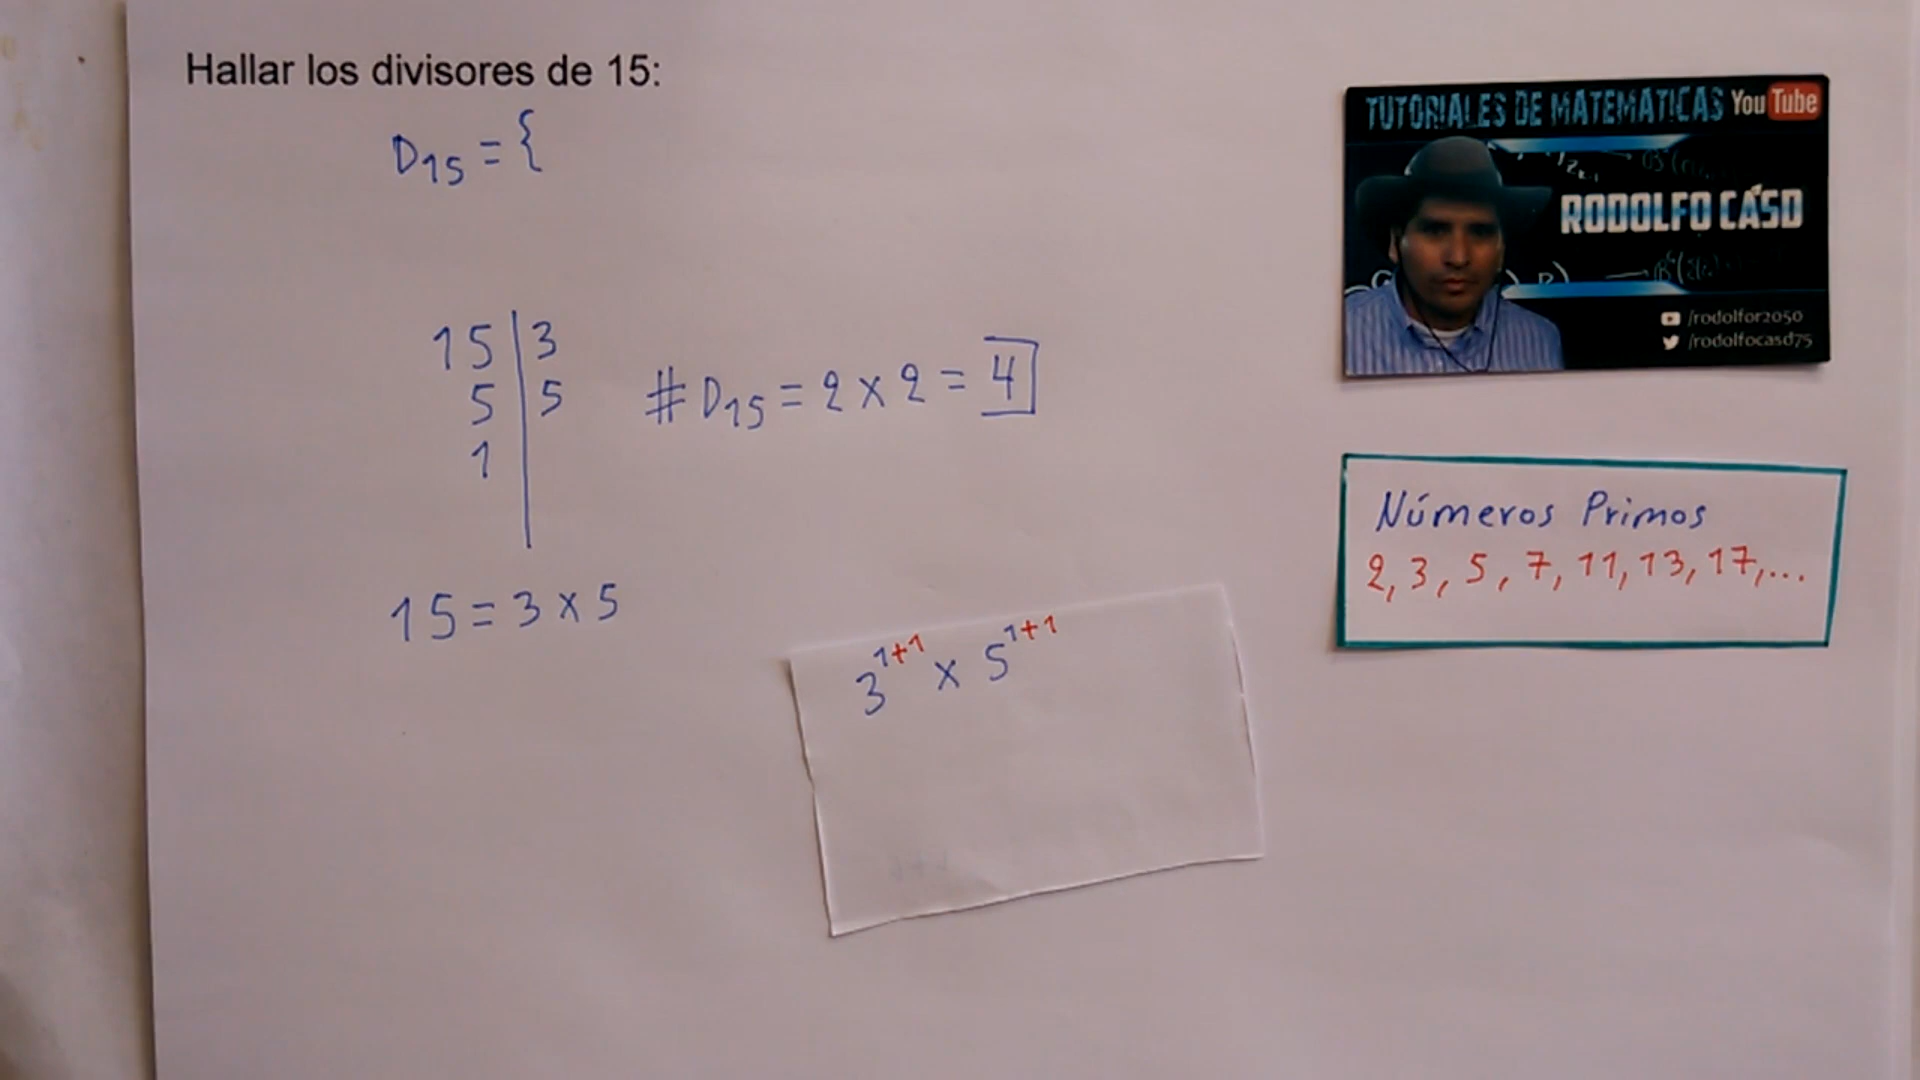 Hallar los divisores de 15:
D15 = {
15 | 3
5 | 5
1
#D15 = 2 x 2 = 4
15 = 3 x 5
3^1+1 x 5^1+1
TUTORIALES DE MATEMATICAS YouTube
RODOLFO CASD
/rodolfor2050
/rodolfocasd75
Números Primos
2, 3, 5, 7, 11, 13, 17,...